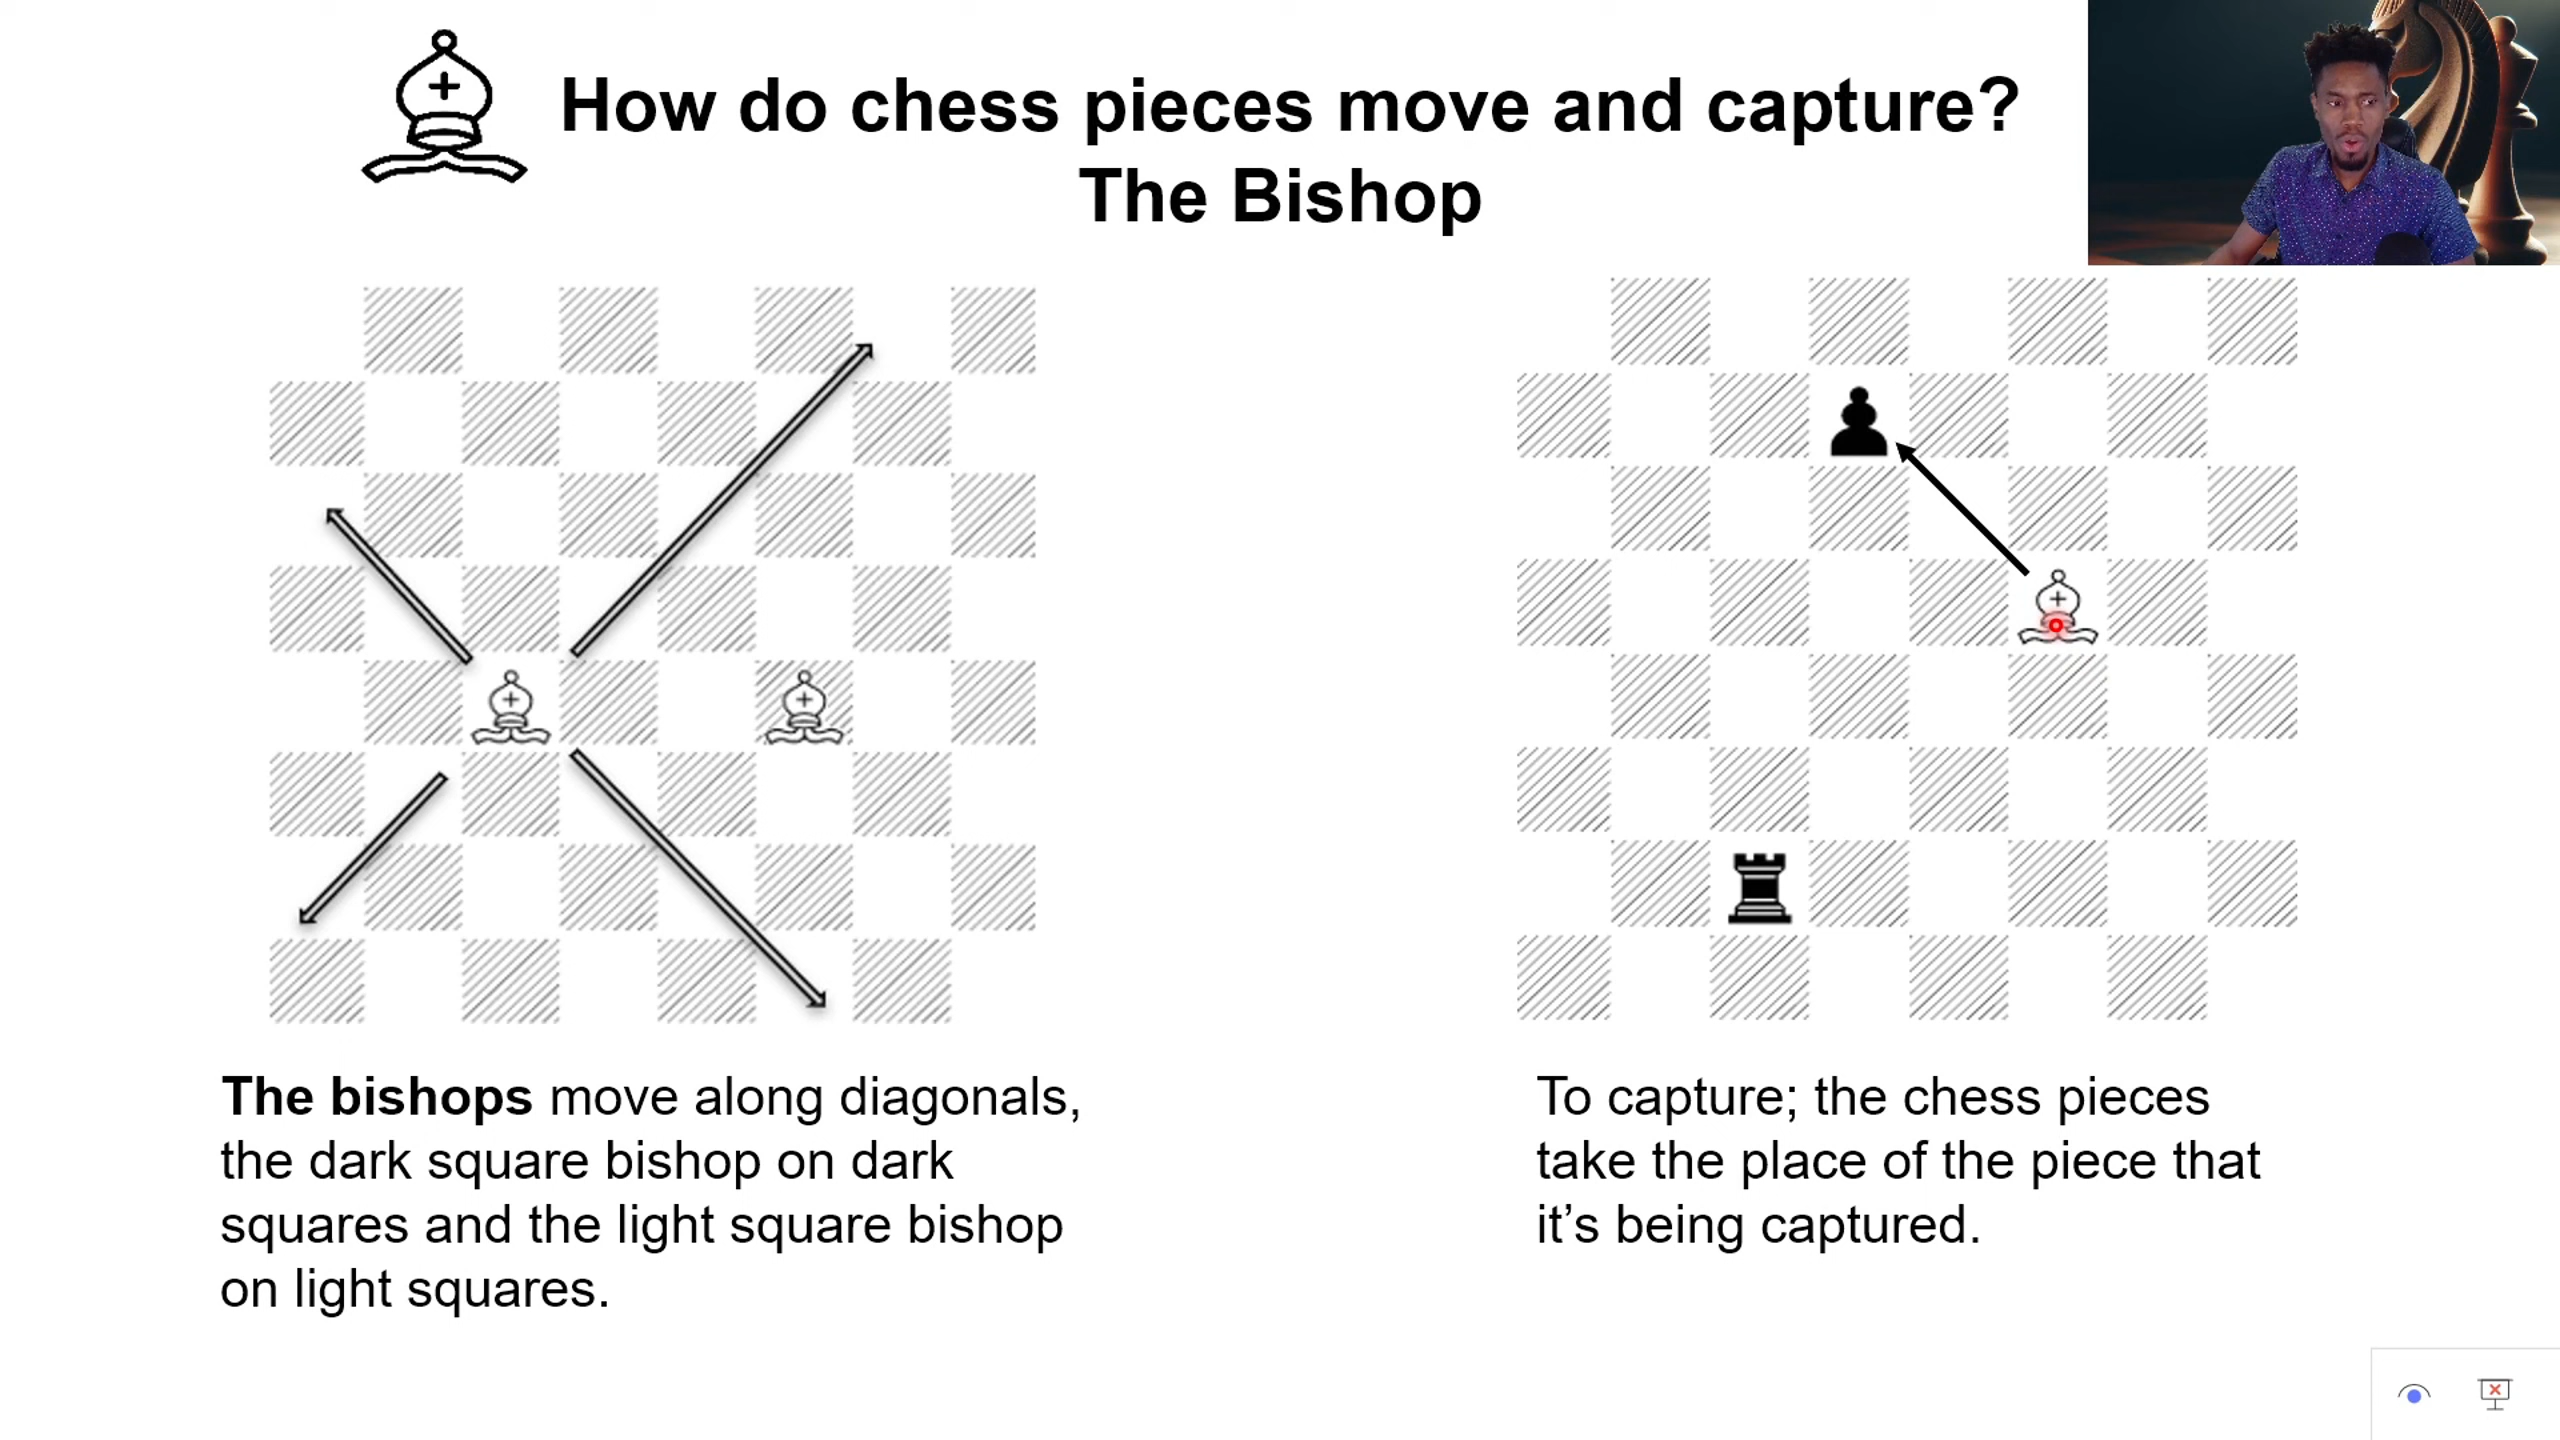 How do chess pieces move and capture?
The Bishop
The bishops move along diagonals,
the dark square bishop on dark
squares and the light square bishop
on light squares.
To capture; the chess pieces
take the place of the piece that
it’s being captured.